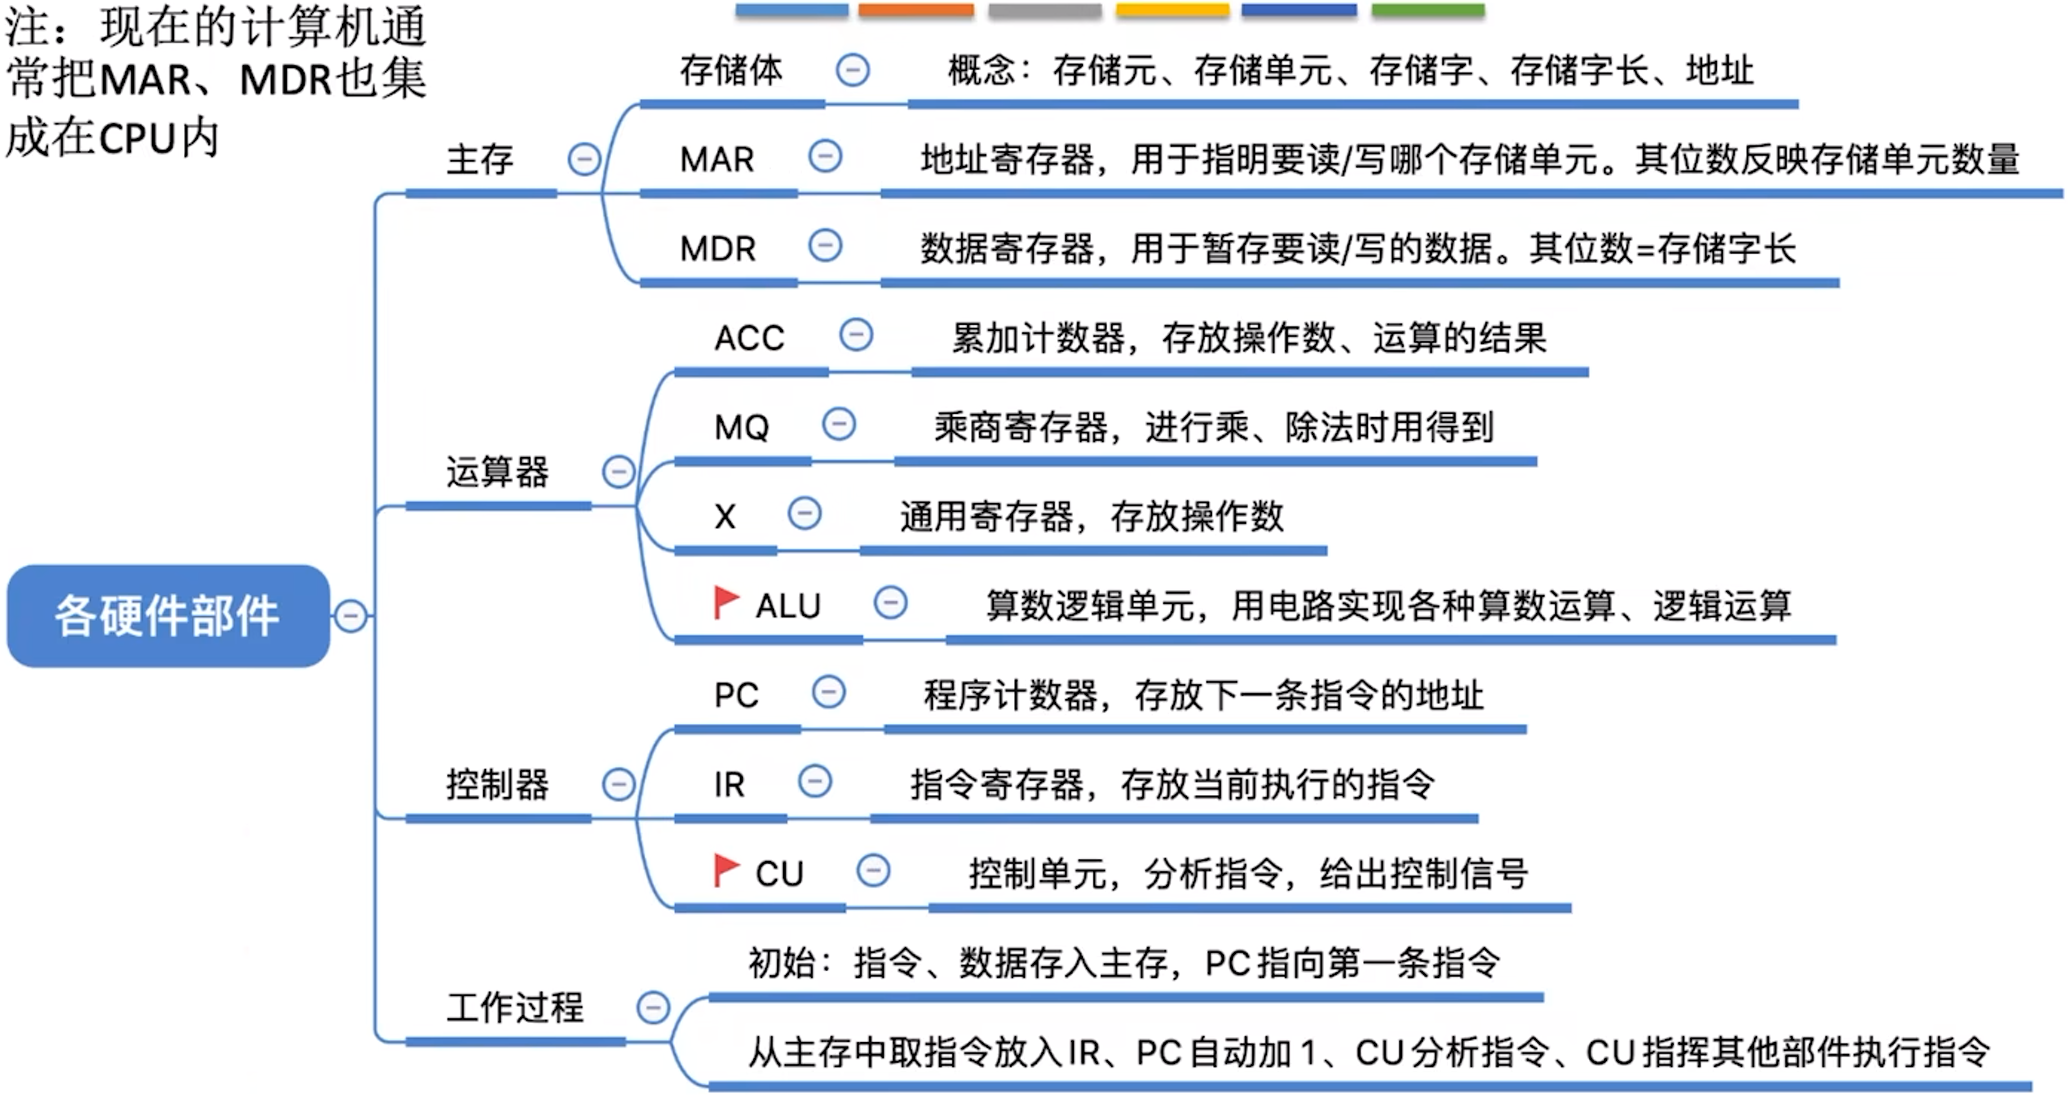 注：现在的计算机通
常把MAR、MDR也集
成在CPU内
各硬件部件
主存
存储体
概念：存储元、存储单元、存储字、存储字长、地址
MAR
地址寄存器，用于指明要读/写哪个存储单元。其位数反映存储单元数量
MDR
数据寄存器，用于暂存要读/写的数据。其位数=存储字长
运算器
ACC
累加计数器，存放操作数、运算的结果
MQ
乘商寄存器，进行乘、除法时用得到
X
通用寄存器，存放操作数
ALU
算数逻辑单元，用电路实现各种算数运算、逻辑运算
控制器
PC
程序计数器，存放下一条指令的地址
IR
指令寄存器，存放当前执行的指令
CU
控制单元，分析指令，给出控制信号
工作过程
初始：指令、数据存入主存，PC指向第一条指令
从主存中取指令放入IR、PC自动加1、CU分析指令、CU指挥其他部件执行指令